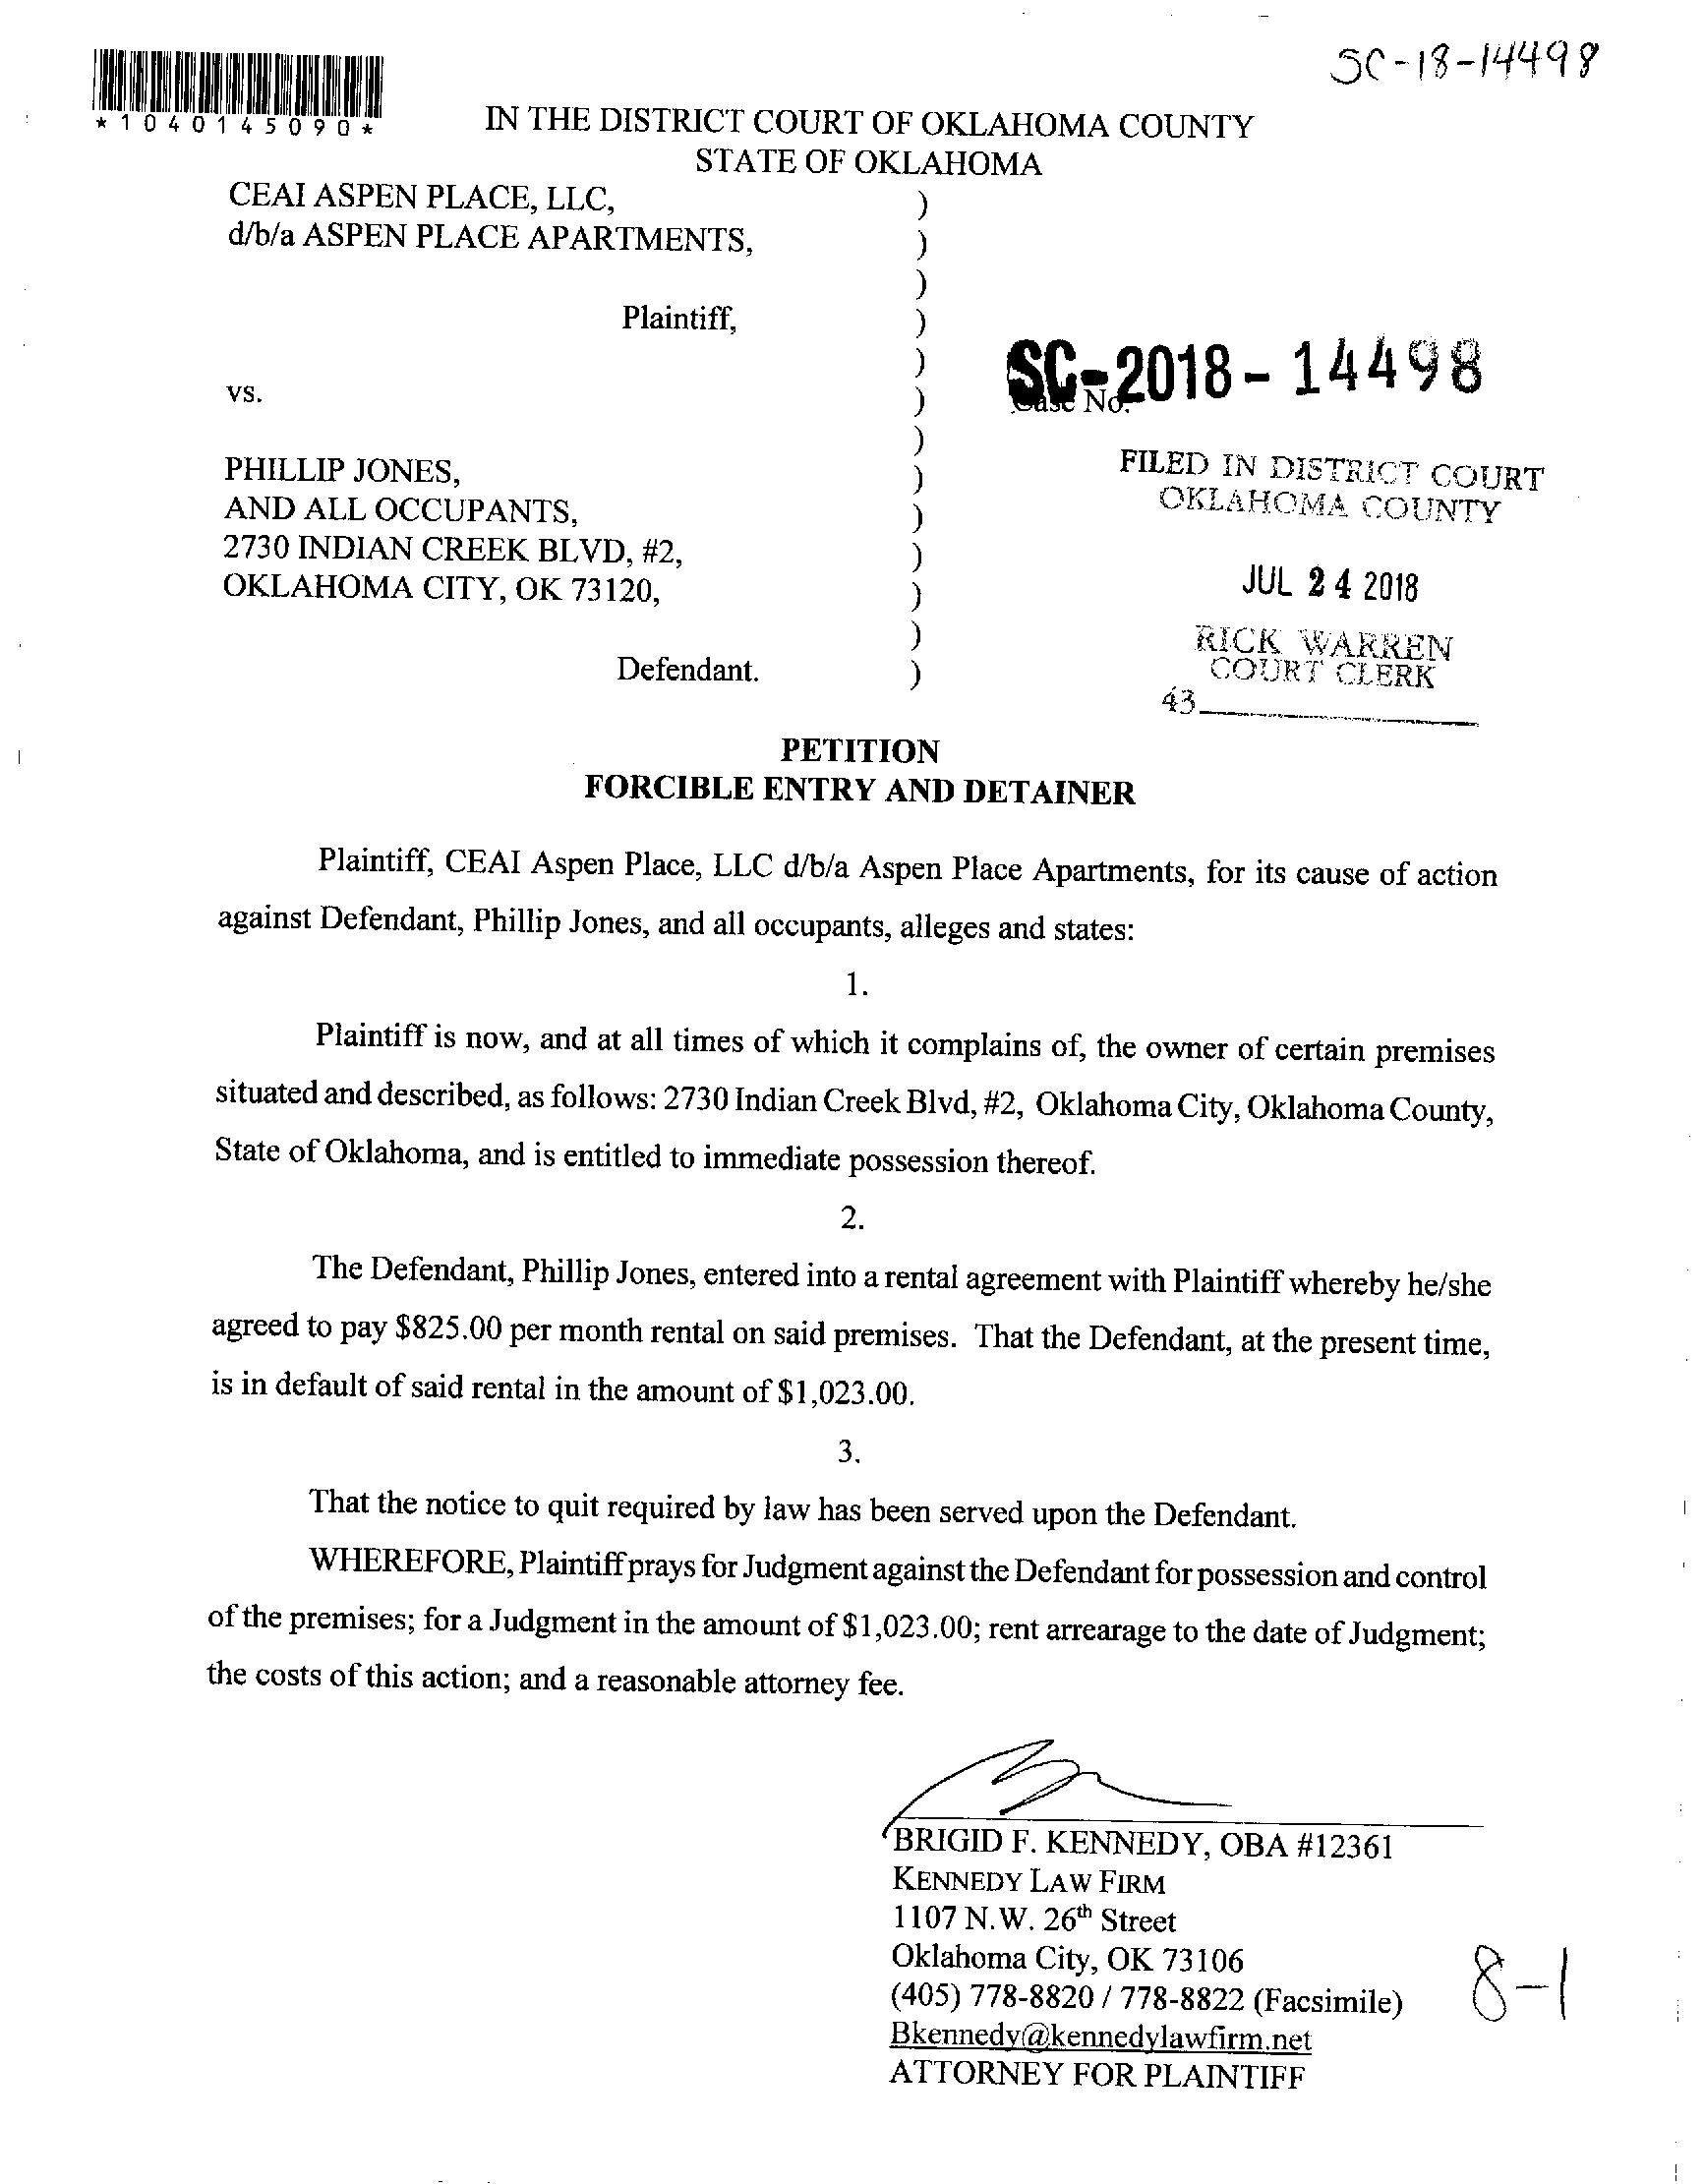 SC-18-14498
*1040145090*
IN THE DISTRICT COURT OF OKLAHOMA COUNTY
STATE OF OKLAHOMA
CEAI ASPEN PLACE, LLC, )
d/b/a ASPEN PLACE APARTMENTS, )
)
Plaintiff, )
)
vs. )
SC-2018-14498
Case No.
)
PHILLIP JONES, )
AND ALL OCCUPANTS, )
2730 INDIAN CREEK BLVD, #2, )
OKLAHOMA CITY, OK 73120, )
)
Defendant. )
FILED IN DISTRICT COURT
OKLAHOMA COUNTY
JUL 24 2018
RICK WARREN
COURT CLERK
43
PETITION
FORCIBLE ENTRY AND DETAINER
Plaintiff, CEAI Aspen Place, LLC d/b/a Aspen Place Apartments, for its cause of action
against Defendant, Phillip Jones, and all occupants, alleges and states:
1.
Plaintiff is now, and at all times of which it complains of, the owner of certain premises
situated and described, as follows: 2730 Indian Creek Blvd, #2, Oklahoma City, Oklahoma County,
State of Oklahoma, and is entitled to immediate possession thereof.
2.
The Defendant, Phillip Jones, entered into a rental agreement with Plaintiff whereby he/she
agreed to pay $825.00 per month rental on said premises. That the Defendant, at the present time,
is in default of said rental in the amount of $1,023.00.
3.
That the notice to quit required by law has been served upon the Defendant.
WHEREFORE, Plaintiff prays for Judgment against the Defendant for possession and control
of the premises; for a Judgment in the amount of $1,023.00; rent arrearage to the date of Judgment;
the costs of this action; and a reasonable attorney fee.
BRIGID F. KENNEDY, OBA #12361
KENNEDY LAW FIRM
1107 N.W. 26th Street
Oklahoma City, OK 73106
(405) 778-8820 / 778-8822 (Facsimile)
Bkennedy@kennedylawfirm.net
ATTORNEY FOR PLAINTIFF
8-1